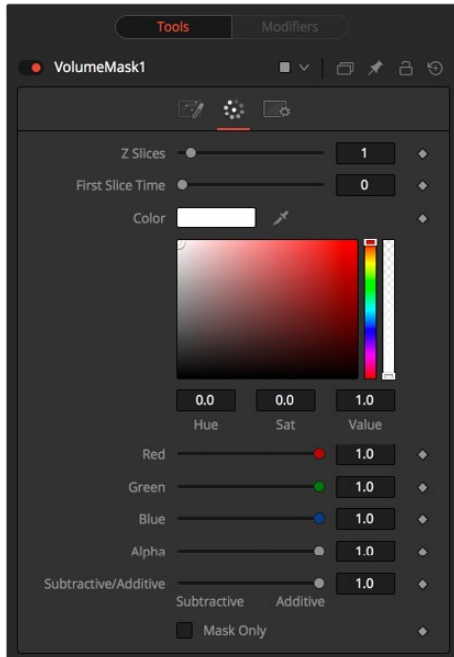 Tools Modifiers
VolumeMask1
Z Slices 1
First Slice Time 0
Color
0.0 0.0 1.0
Hue Sat Value
Red 1.0
Green 1.0
Blue 1.0
Alpha 1.0
Subtractive/Additive 1.0
Subtractive Additive
Mask Only